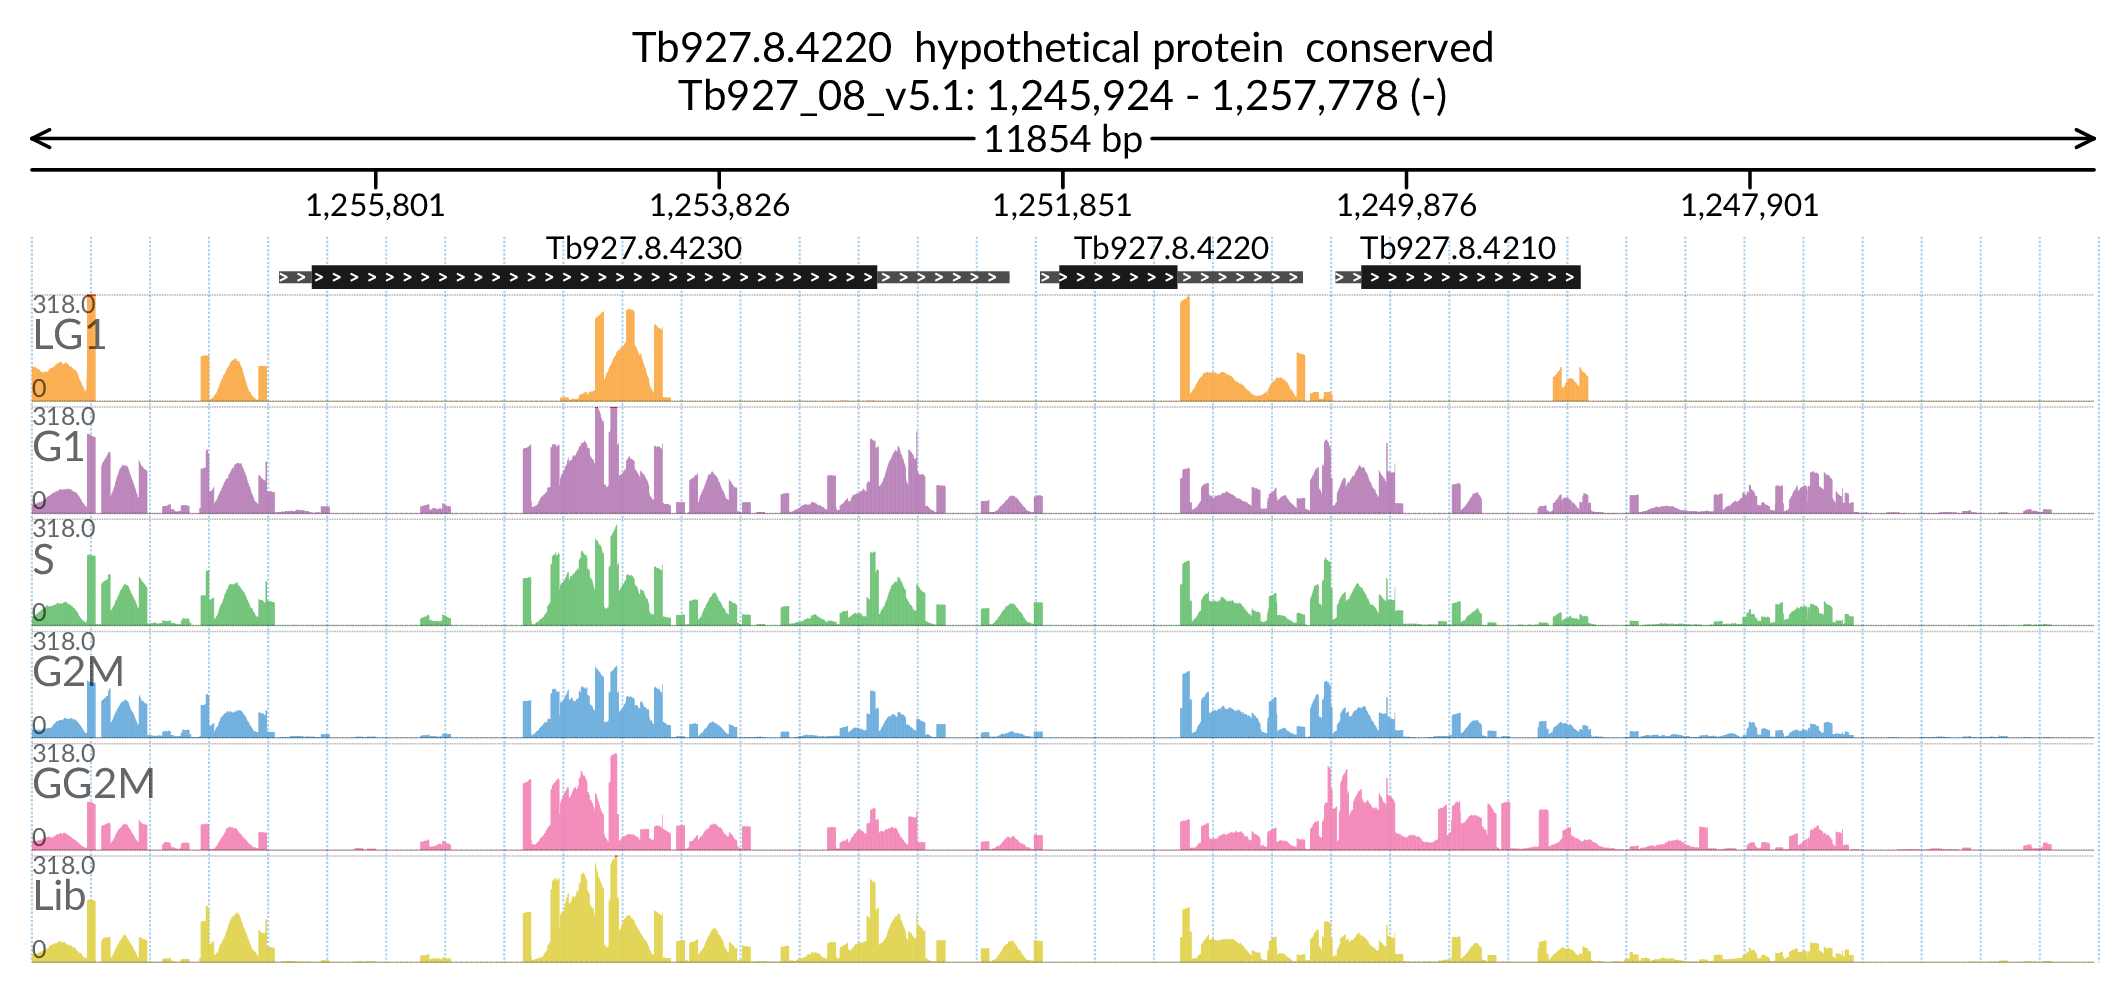 Tb927.8.4220 hypothetical protein conserved
Tb927_08_v5.1: 1,245,924 - 1,257,778 (-)
11854 bp
1,255,801 1,253,826 1,251,851 1,249,876 1,247,901
Tb927.8.4230 Tb927.8.4220 Tb927.8.4210
318.0
LG1
0
318.0
G1
0
318.0
S
0
318.0
G2M
0
318.0
GG2M
0
318.0
Lib
0